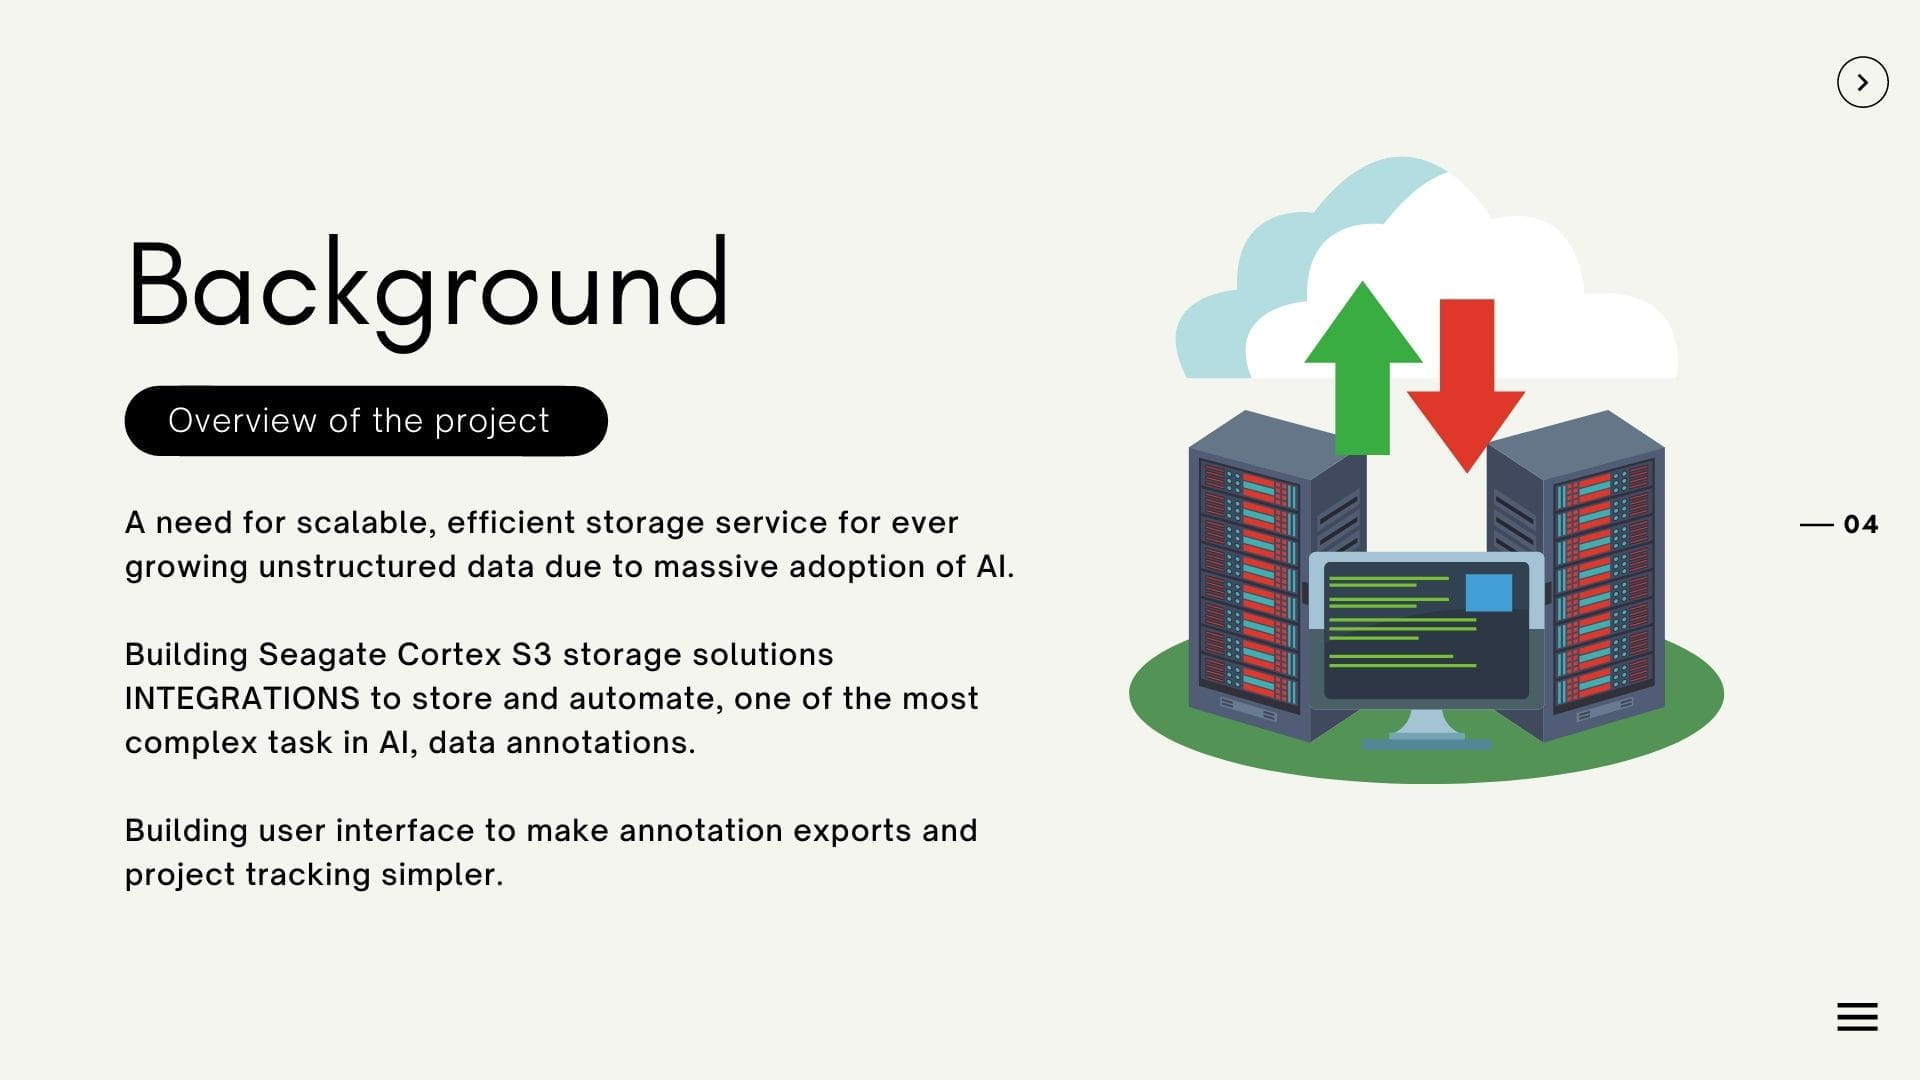 Background
Overview of the project
A need for scalable, efficient storage service for ever
growing unstructured data due to massive adoption of AI.
Building Seagate Cortex S3 storage solutions
INTEGRATIONS to store and automate, one of the most
complex task in AI, data annotations.
Building user interface to make annotation exports and
project tracking simpler.
— 04